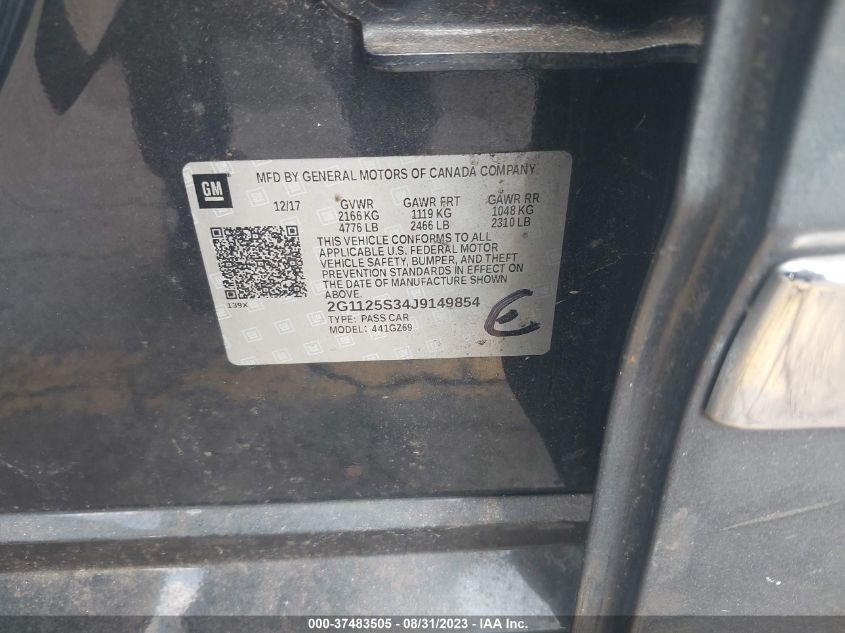 MFD BY GENERAL MOTORS OF CANADA COMPANY
GM
12/17 GVWR GAWR FRT GAWR RR
2166 KG 1119 KG 1048 KG
4776 LB 2466 LB 2310 LB
THIS VEHICLE CONFORMS TO ALL
APPLICABLE U.S. FEDERAL MOTOR
VEHICLE SAFETY, BUMPER, AND THEFT
PREVENTION STANDARDS IN EFFECT ON
THE DATE OF MANUFACTURE SHOWN
ABOVE.
139X
2G1125S34J9149854
TYPE: PASS CAR
MODEL: 441GZ69
000-37483505 - 08/31/2023 - IAA Inc.